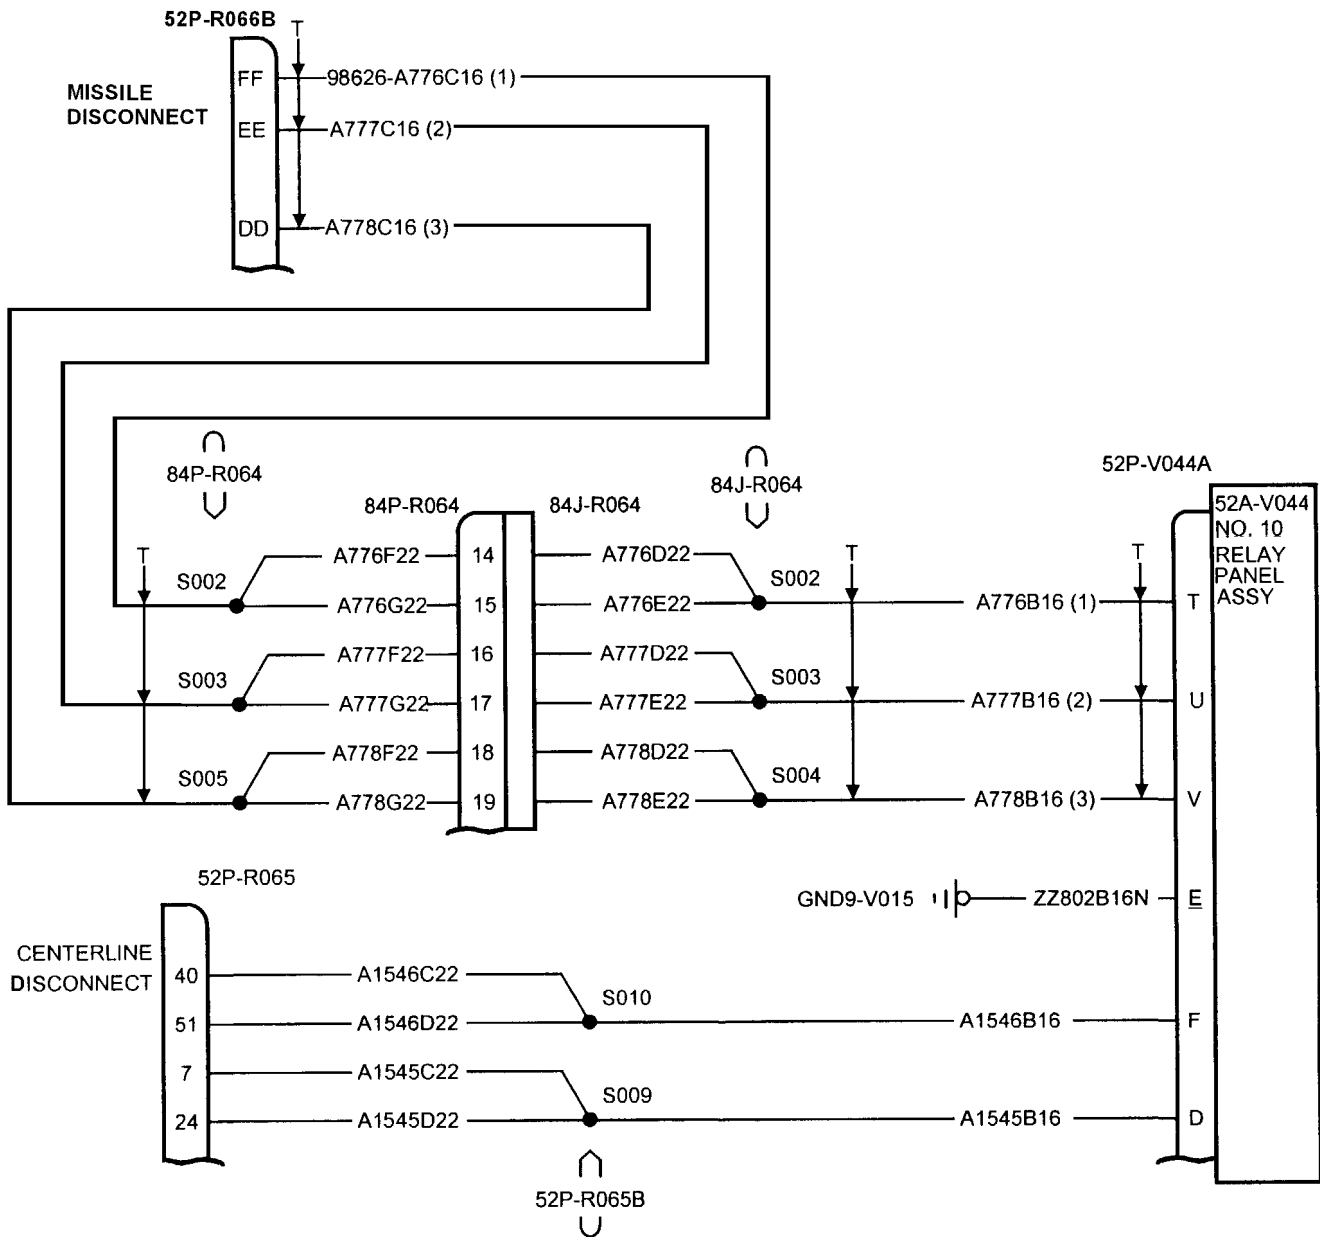 52P-R066B
T
MISSILE
DISCONNECT
FF
98626-A776C16 (1)
EE
A777C16 (2)
DD
A778C16 (3)
84P-R064
84J-R064
52P-V044A
84P-R064
84J-R064
52A-V044
NO. 10
RELAY
PANEL
ASSY
T
S002
A776F22
14
A776D22
S002
T
T
A776G22
15
A776E22
A776B16 (1)
T
S003
A777F22
16
A777D22
S003
A777G22
17
A777E22
A777B16 (2)
U
S005
A778F22
18
A778D22
S004
A778G22
19
A778E22
A778B16 (3)
V
52P-R065
GND9-V015
ZZ802B16N
E
CENTERLINE
DISCONNECT
40
A1546C22
S010
51
A1546D22
A1546B16
F
7
A1545C22
S009
24
A1545D22
A1545B16
D
52P-R065B